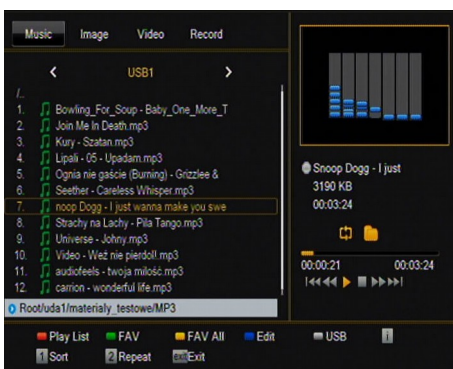 Music Image Video Record
USB1
/..
1. Bowling_For_Soup - Baby_One_More_T
2. Join Me In Death.mp3
3. Kury - Szatan.mp3
4. Lipali - 05 - Upadam.mp3
5. Ognia nie gaście (Burning) - Grizzlee &
6. Seether - Careless Whisper.mp3
7. noop Dogg - I just wanna make you swe
8. Strachy na Lachy - Piła Tango.mp3
9. Universe - Johny.mp3
10. Video - Weź nie pierdoll.mp3
11. audiofeels - twoja miłość.mp3
12. carrion - wonderful life.mp3
Root/uda1/materialy_testowe/MP3
Snoop Dogg - I just
3190 KB
00:03:24
00:00:21 00:03:24
Play List FAV FAV All Edit USB i
1 Sort 2 Repeat exit Exit